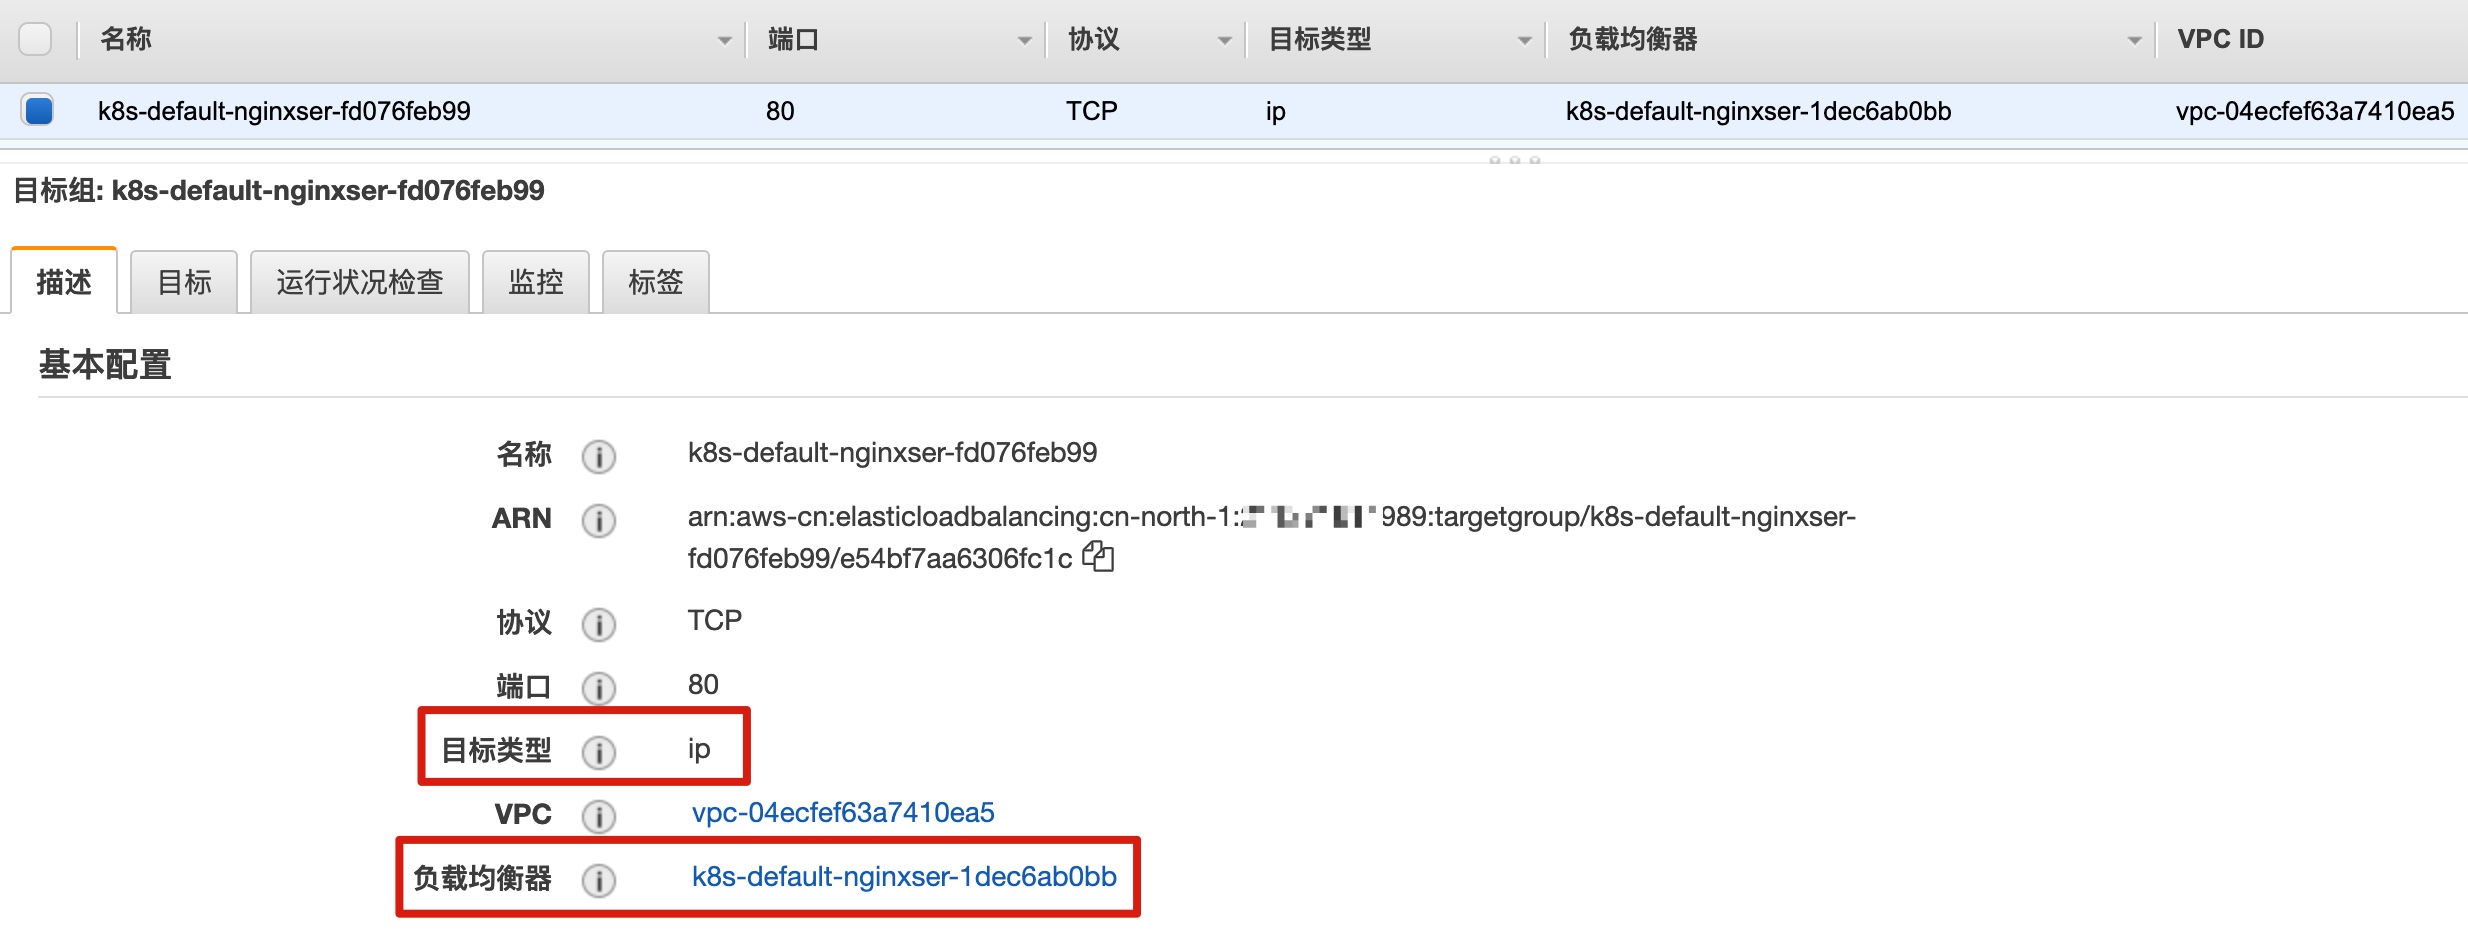 名称 端口 协议 目标类型 负载均衡器 VPC ID
k8s-default-nginxser-fd076feb99 80 TCP ip k8s-default-nginxser-1dec6ab0bb vpc-04ecfef63a7410ea5
目标组: k8s-default-nginxser-fd076feb99
描述 目标 运行状况检查 监控 标签
基本配置
名称 k8s-default-nginxser-fd076feb99
ARN arn:aws-cn:elasticloadbalancing:cn-north-1: 989:targetgroup/k8s-default-nginxser-
fd076feb99/e54bf7aa6306fc1c
协议 TCP
端口 80
目标类型 ip
VPC vpc-04ecfef63a7410ea5
负载均衡器 k8s-default-nginxser-1dec6ab0bb